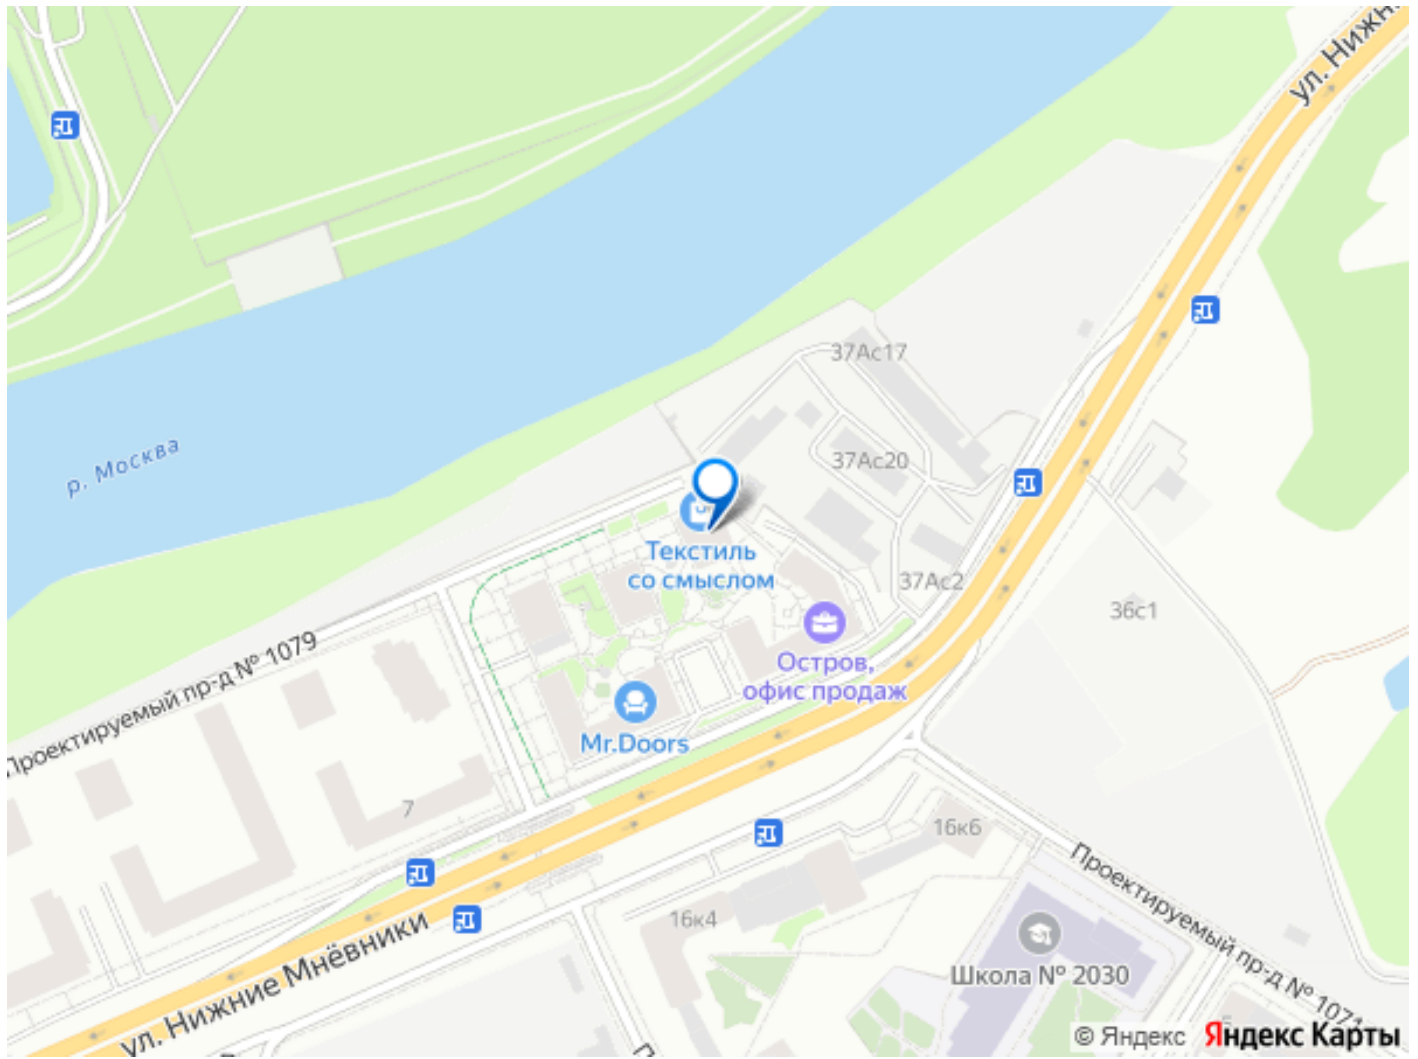 ул. Нижн
37Ас17
р. Москва
37Ас20
Текстиль
со смыслом
37Ас2
36с1
Проектируемый пр-д № 1079
Остров,
офис продаж
Mr.Doors
7
16к6
Проектируемый пр-д № 1071
16к4
ул. Нижние Мнёвники
Школа № 2030
© Яндекс Яндекс Карты